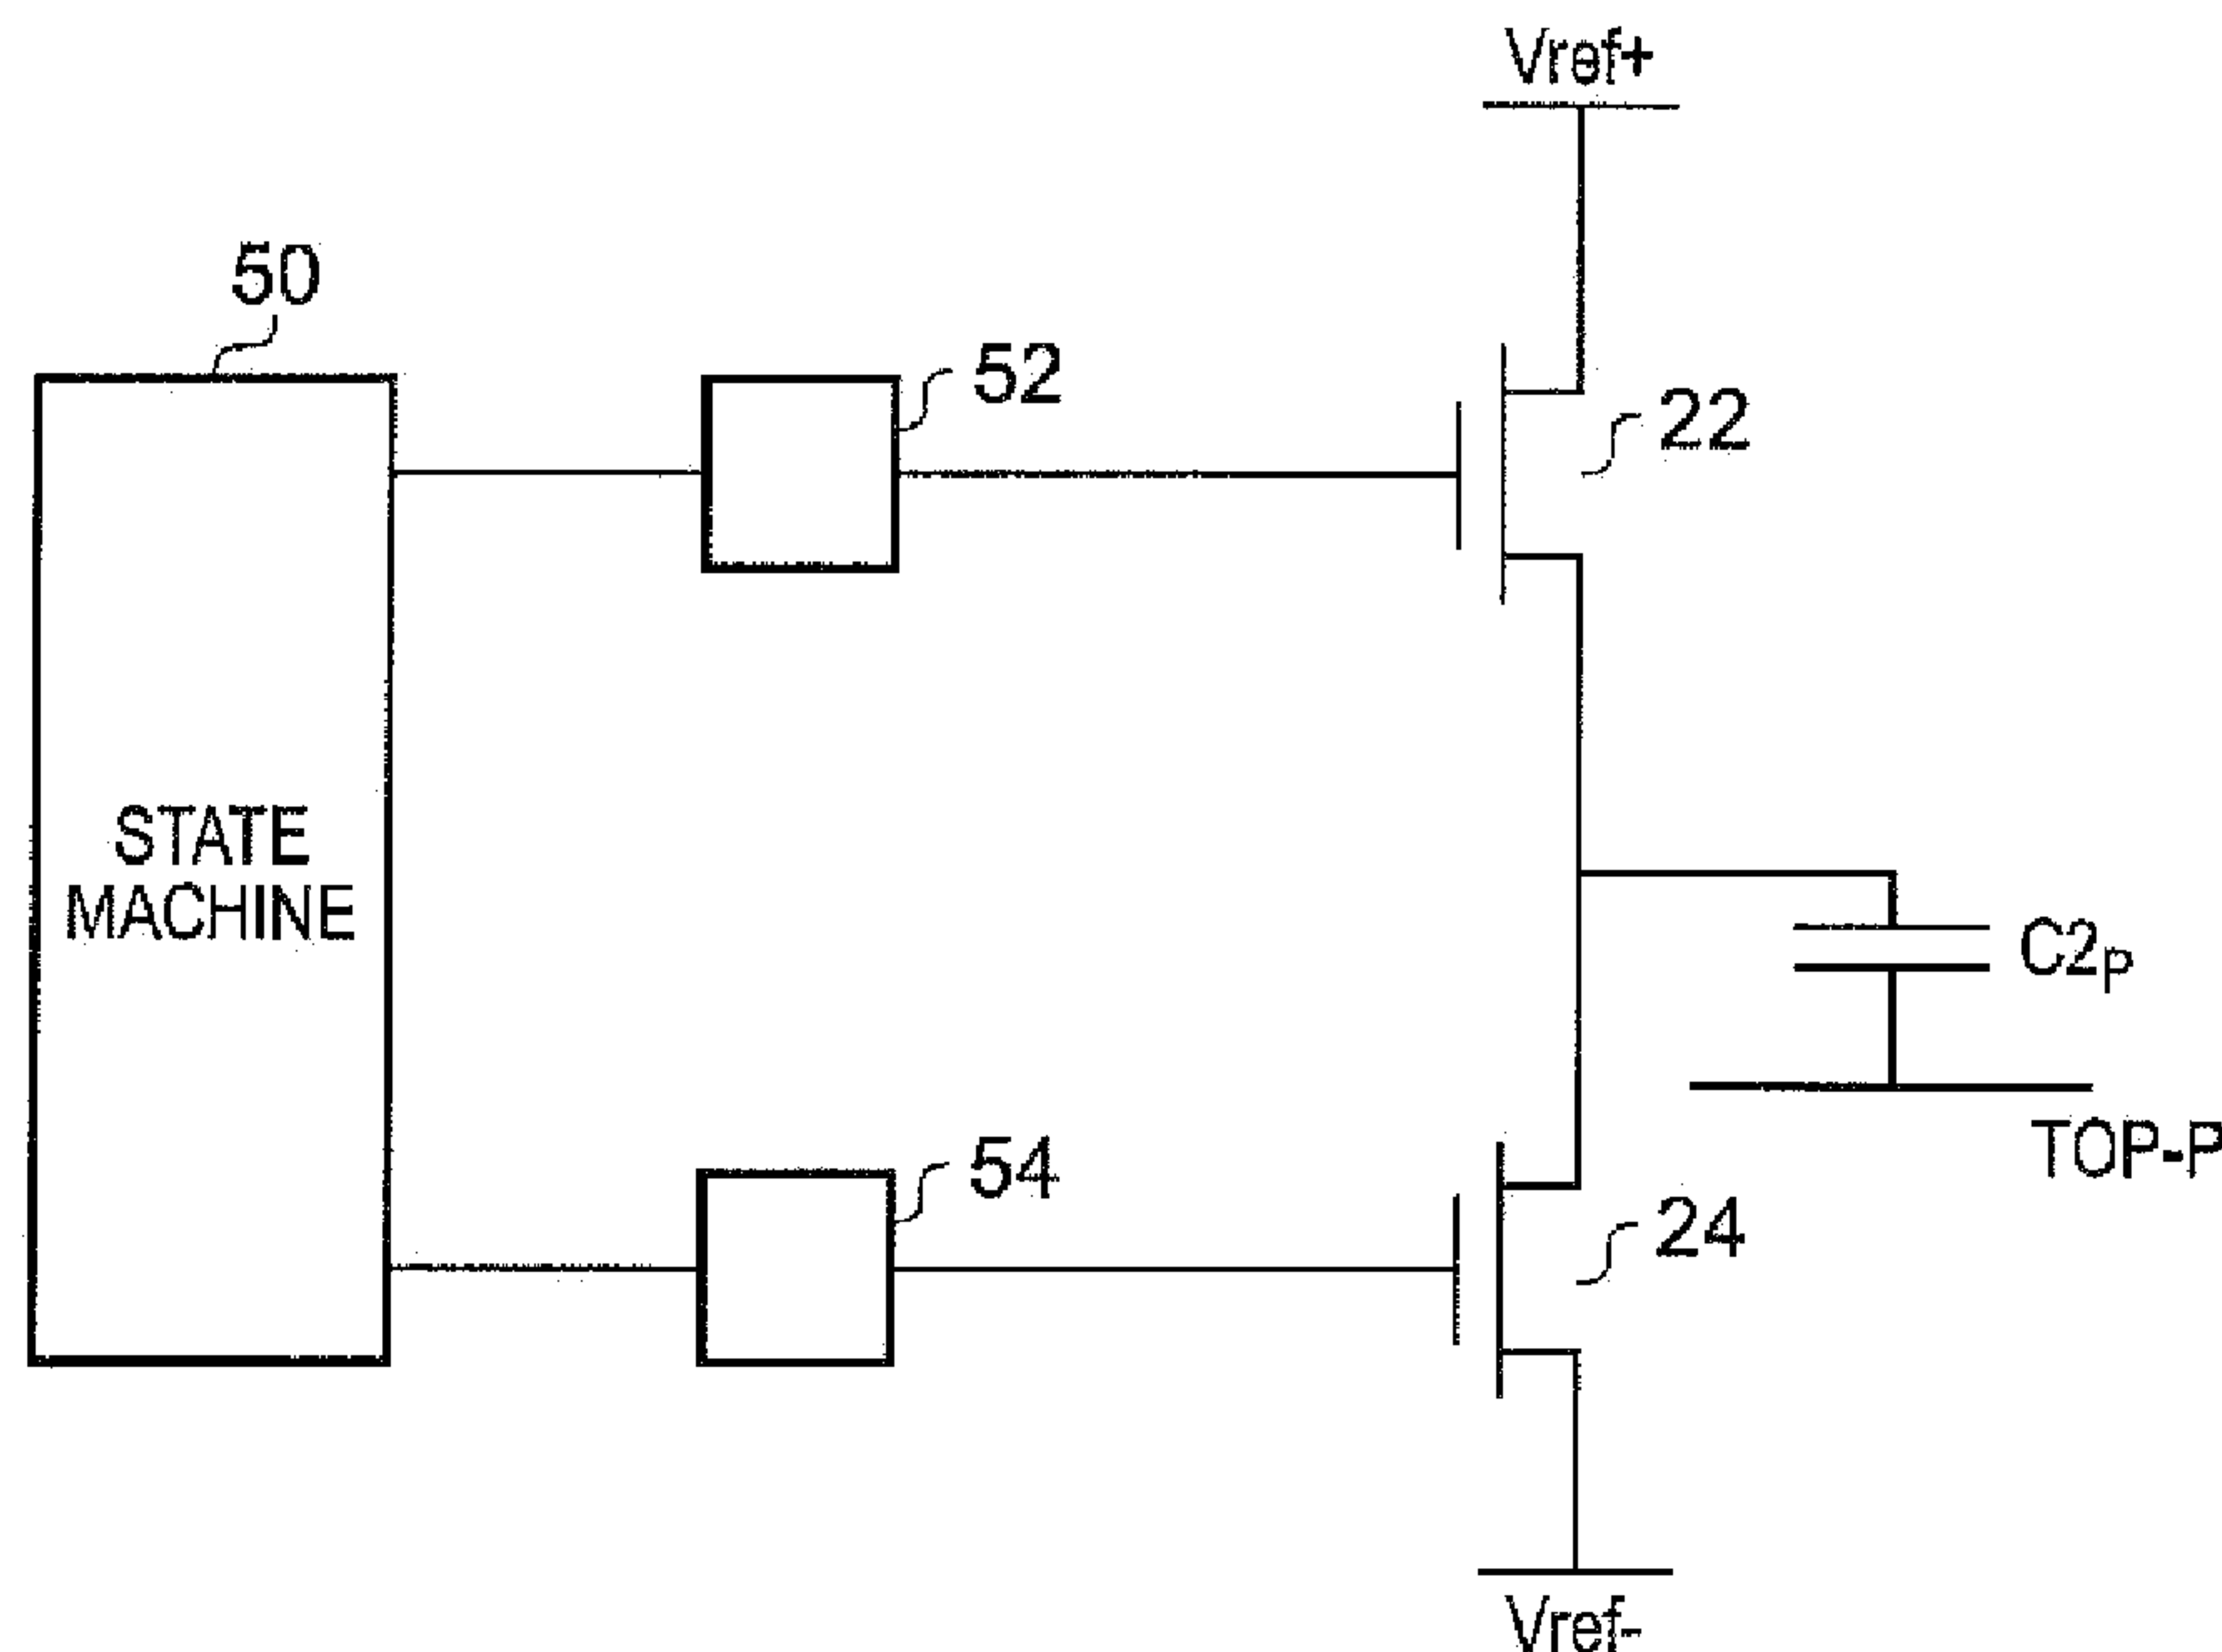 Vref+
50
52
22
STATE
MACHINE
C2P
TOP-P
54
24
Vref-